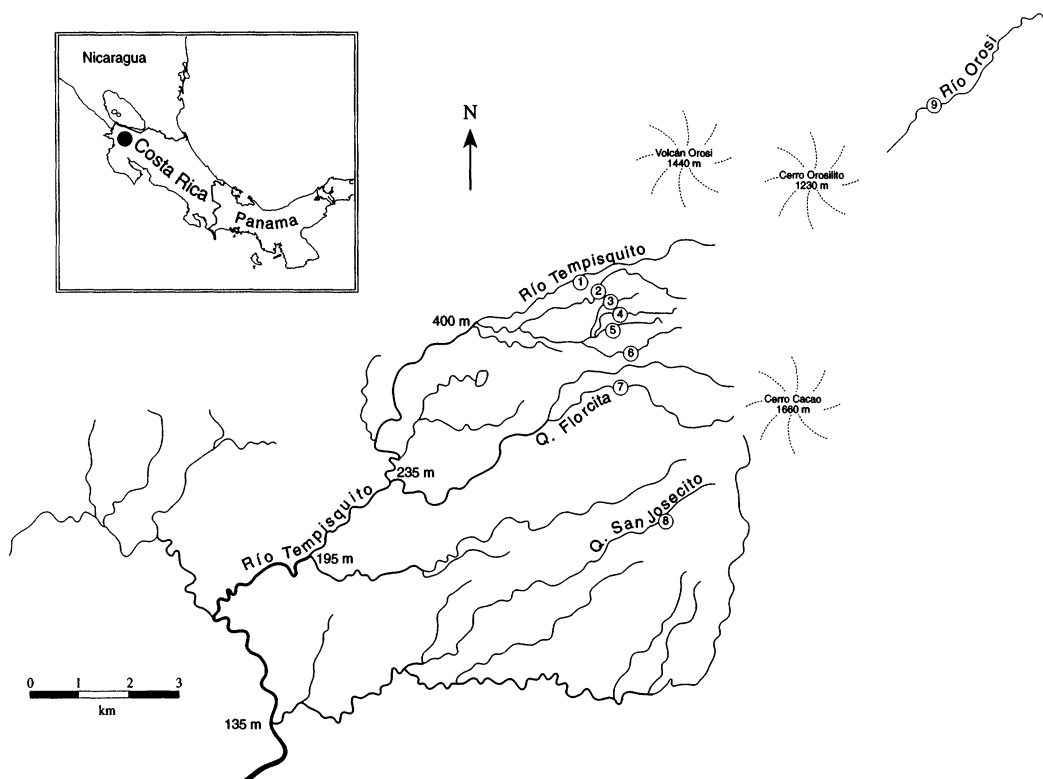 Nicaragua
Costa Rica
Panama
N
Río Orosi
9
Volcán Orosi
1440 m
Cerro Orosilito
1230 m
Río Tempisquito
1
2
3
4
5
6
400 m
7
Q. Florcita
Cerro Cacao
1660 m
235 m
Río Tempisquito
195 m
Q. San Josecito
8
0 1 2 3
km
135 m